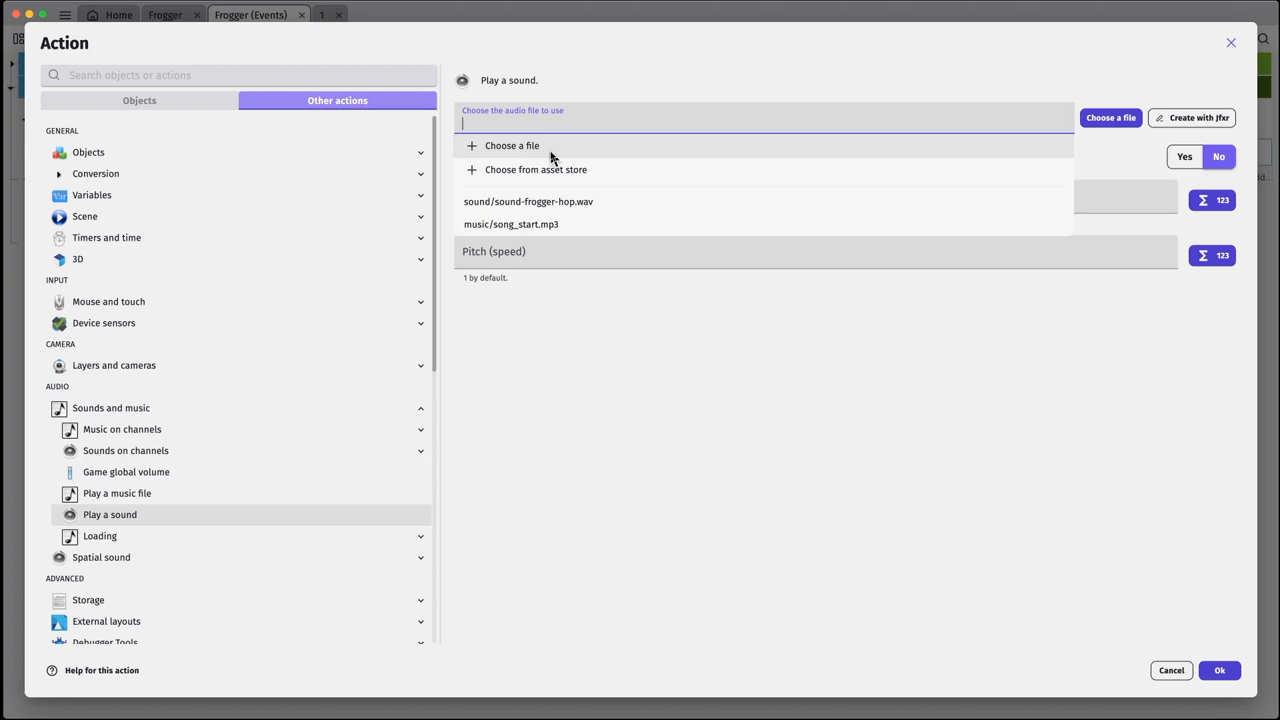 Home
Frogger
Frogger (Events)
1
Action
Search objects or actions
Objects
Other actions
GENERAL
Objects
Conversion
Variables
Scene
Timers and time
3D
INPUT
Mouse and touch
Device sensors
CAMERA
Layers and cameras
AUDIO
Sounds and music
Music on channels
Sounds on channels
Game global volume
Play a music file
Play a sound
Loading
Spatial sound
ADVANCED
Storage
External layouts
Debugger Tools
Help for this action
Play a sound.
Choose the audio file to use
Choose a file
Create with Jfxr
Choose a file
Choose from asset store
sound/sound-frogger-hop.wav
music/song_start.mp3
Yes
No
Σ 123
Pitch (speed)
Σ 123
1 by default.
Cancel
Ok